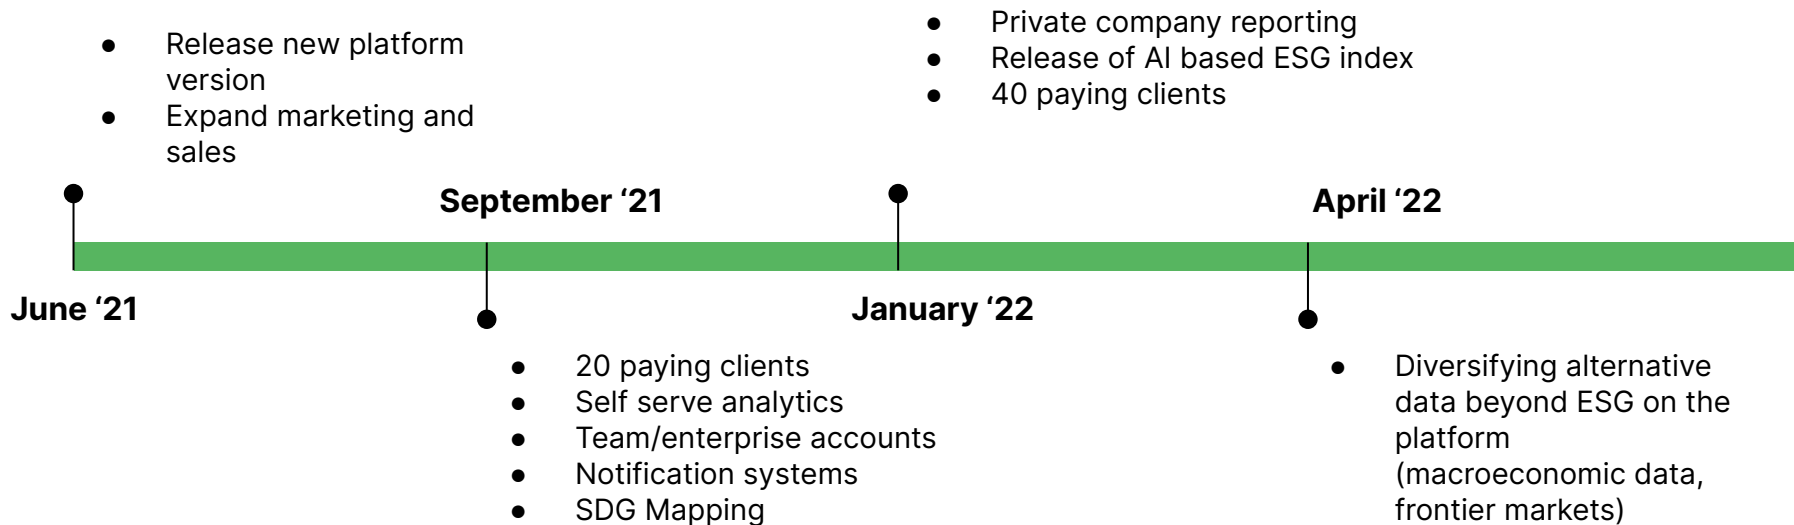 ● Release new platform
version
● Expand marketing and
sales
● Private company reporting
● Release of AI based ESG index
● 40 paying clients
September ‘21
April ‘22
June ‘21
January ‘22
● 20 paying clients
● Self serve analytics
● Team/enterprise accounts
● Notification systems
● SDG Mapping
● Diversifying alternative
data beyond ESG on the
platform
(macroeconomic data,
frontier markets)